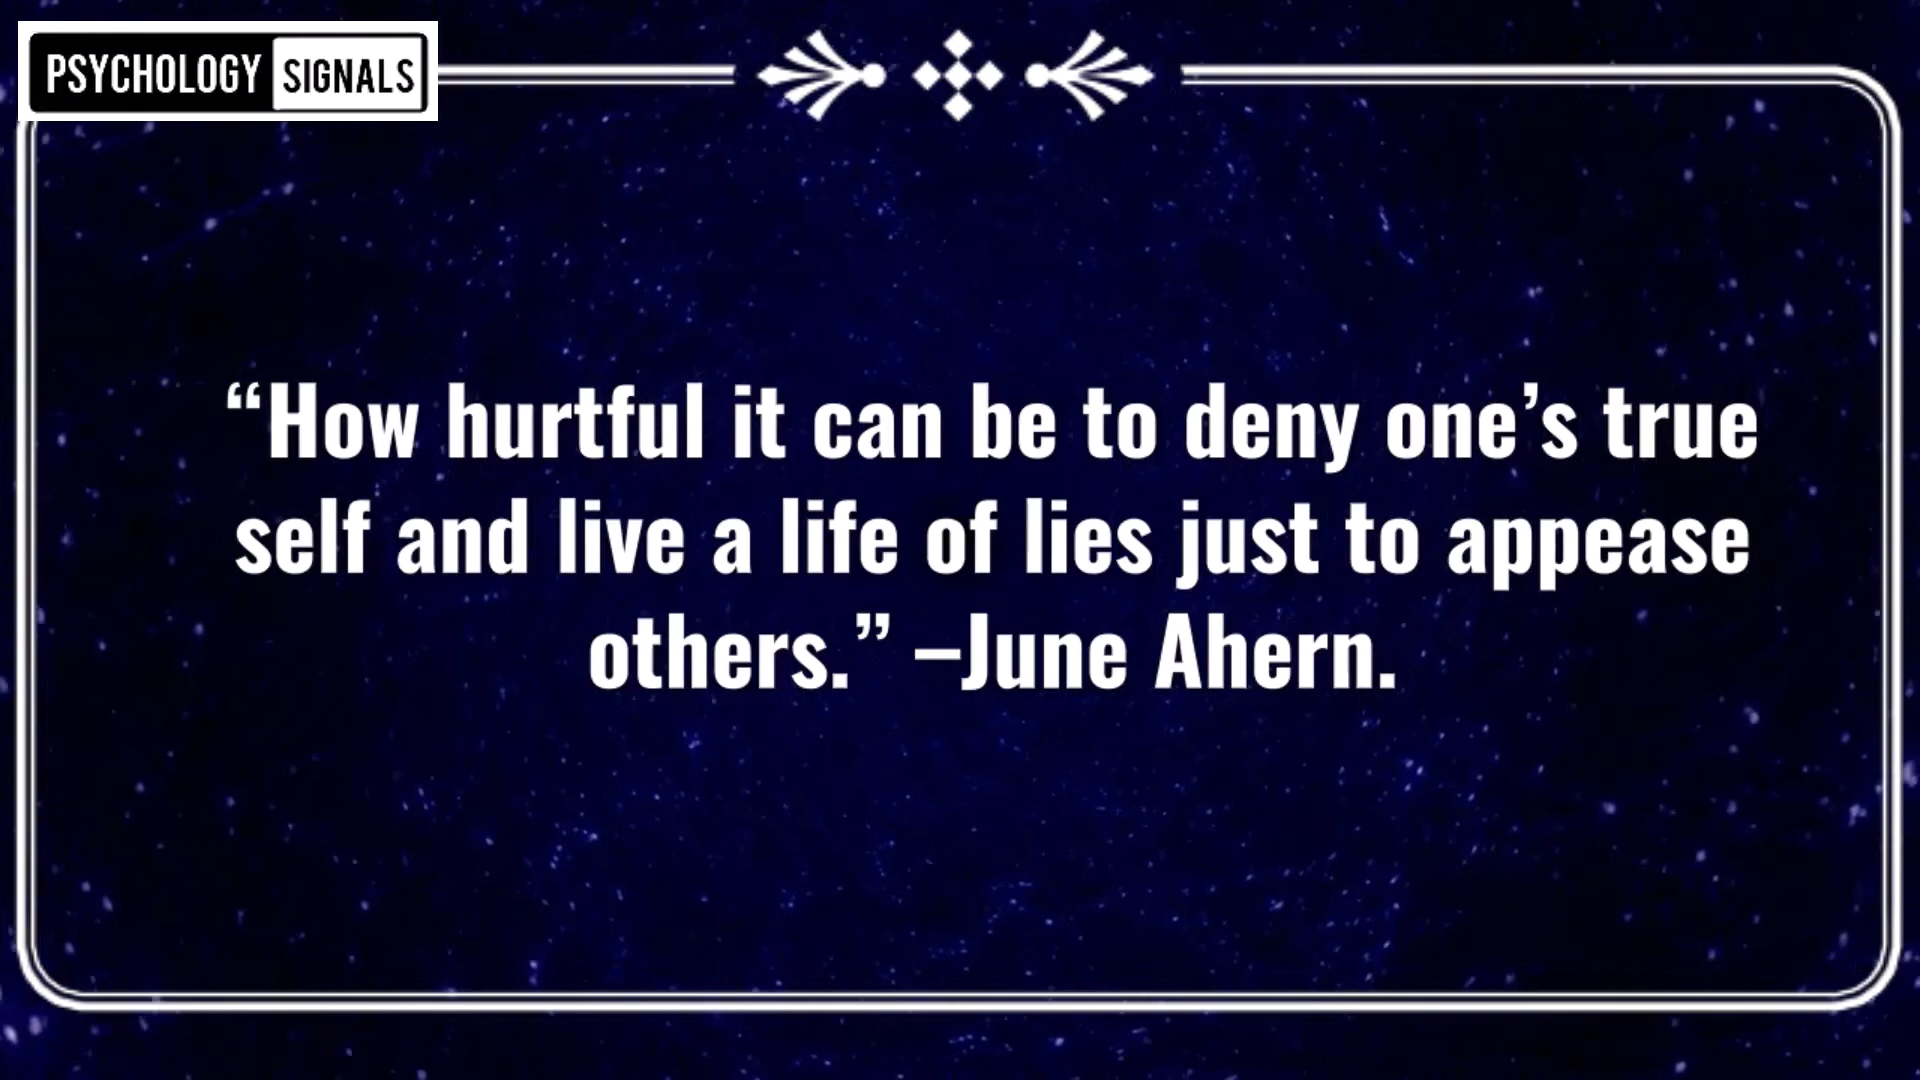 PSYCHOLOGY SIGNALS
“How hurtful it can be to deny one’s true
self and live a life of lies just to appease
others.” –June Ahern.